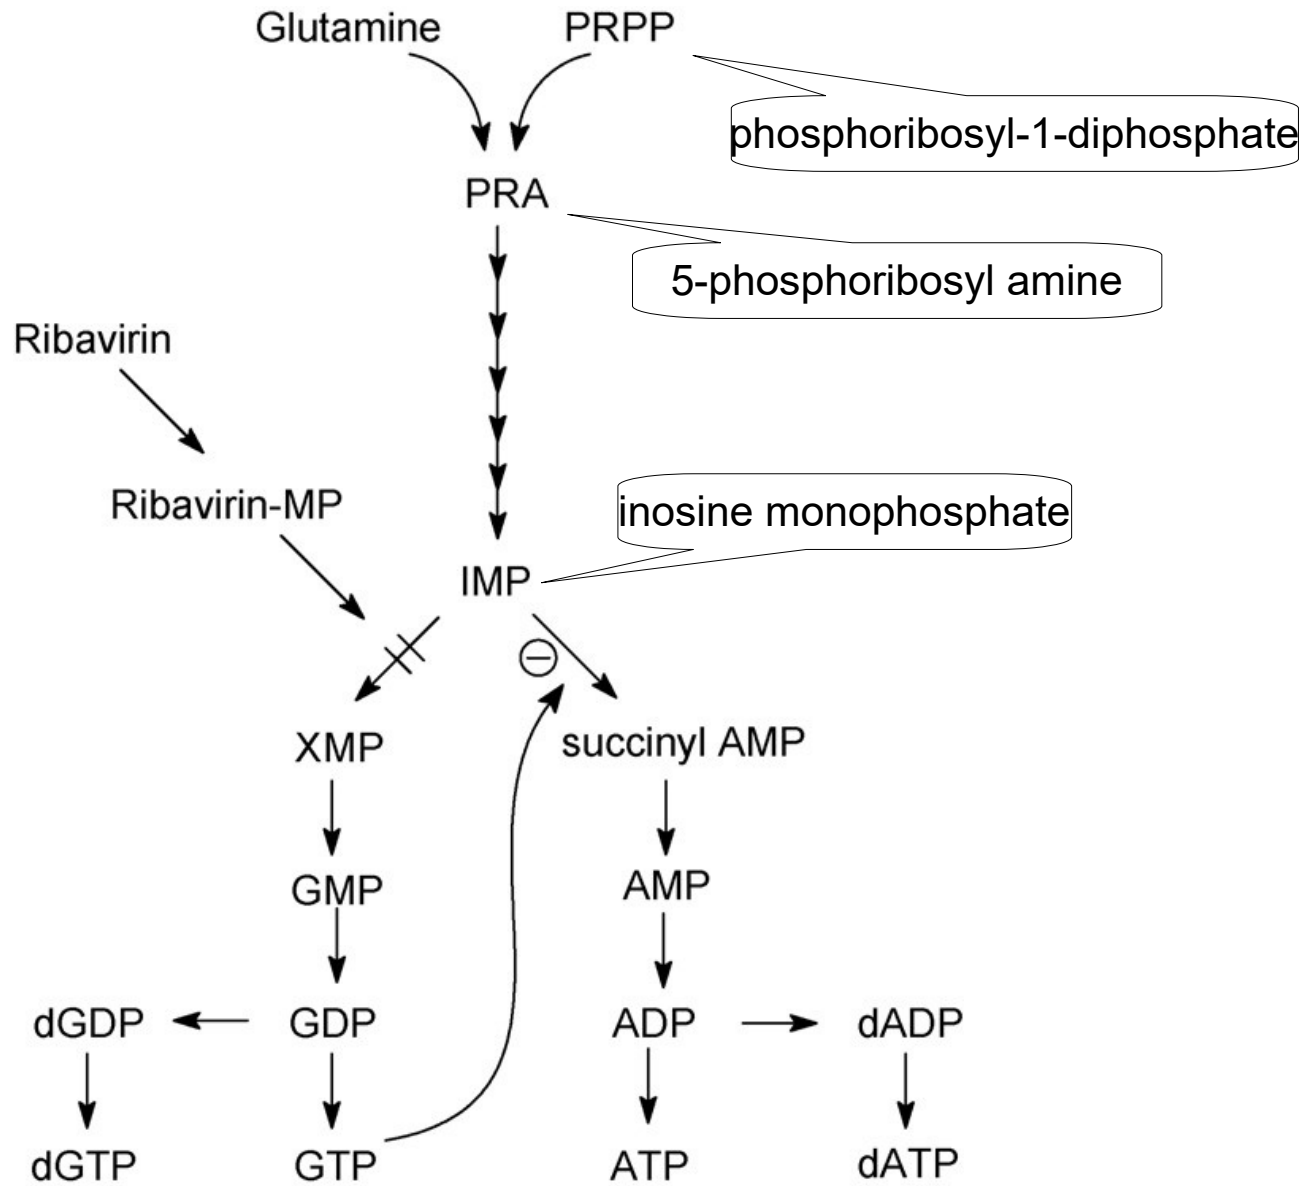 Glutamine
PRPP
phosphoribosyl-1-diphosphate
PRA
5-phosphoribosyl amine
Ribavirin
Ribavirin-MP
inosine monophosphate
IMP
XMP
succinyl AMP
GMP
AMP
dGDP
GDP
ADP
dADP
dGTP
GTP
ATP
dATP